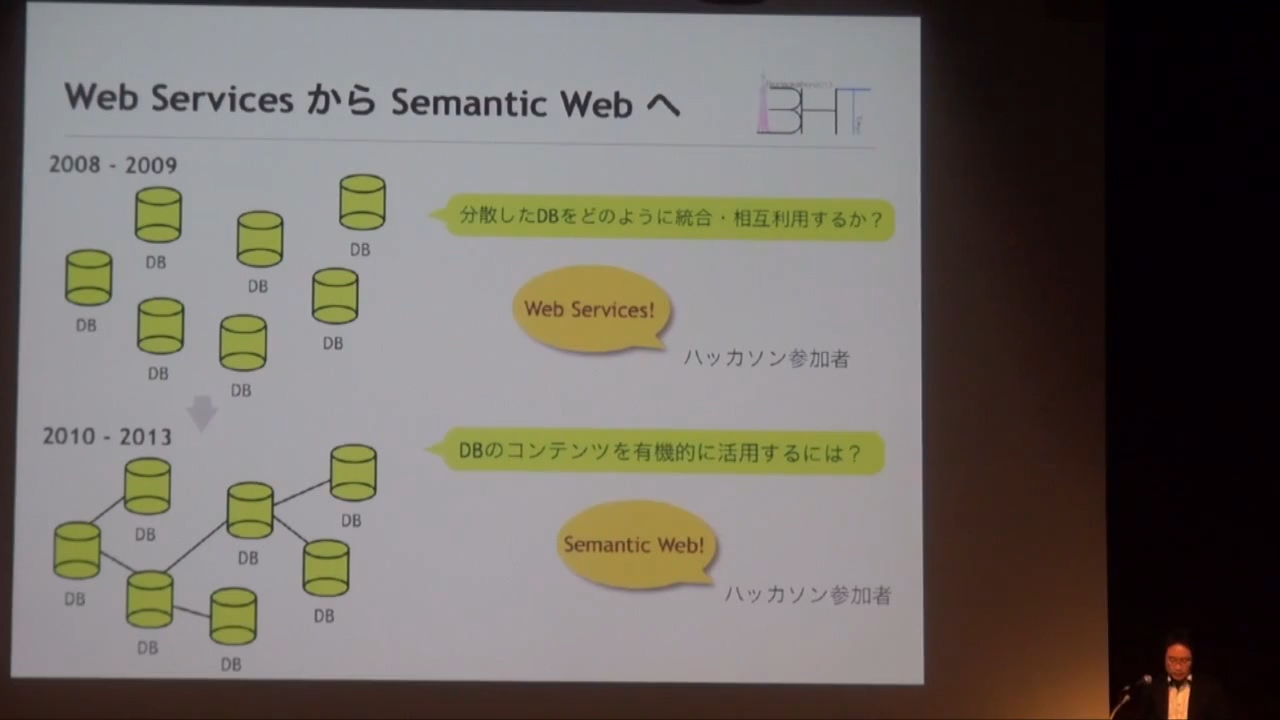 Web Services から Semantic Web へ
BHT
2008 - 2009
DB
DB
DB
DB
DB
DB
DB
分散したDBをどのように統合・相互利用するか？
Web Services!
ハッカソン参加者
2010 - 2013
DB
DB
DB
DB
DB
DB
DB
DBのコンテンツを有機的に活用するには？
Semantic Web!
ハッカソン参加者